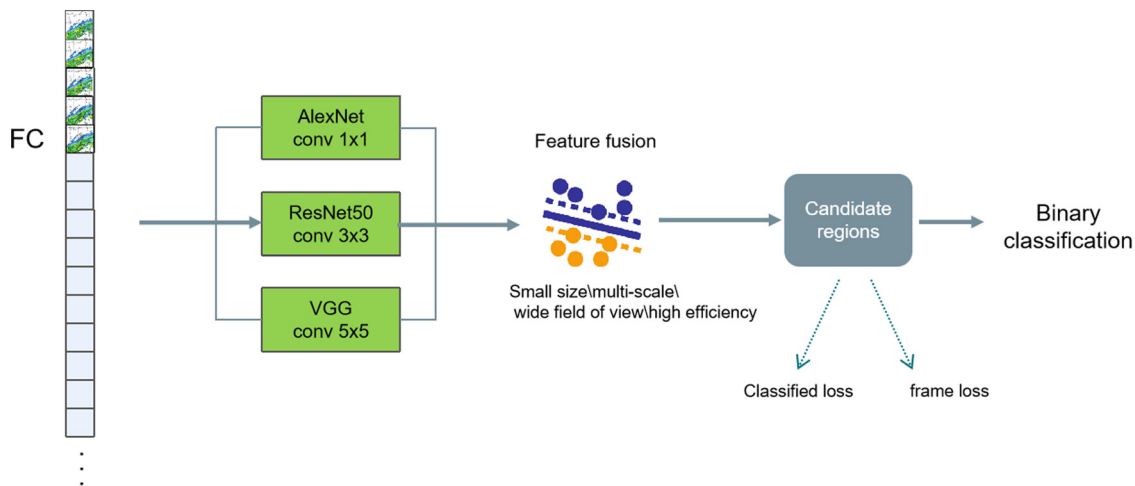 FC
AlexNet
conv 1x1
ResNet50
conv 3x3
VGG
conv 5x5
Feature fusion
Small size\multi-scale\
wide field of view\high efficiency
Candidate
regions
Classified loss
frame loss
Binary
classification